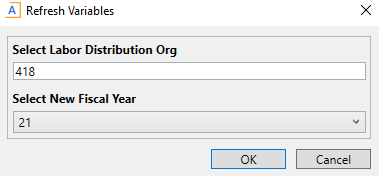 Refresh Variables
Select Labor Distribution Org
418
Select New Fiscal Year
21
OK
Cancel